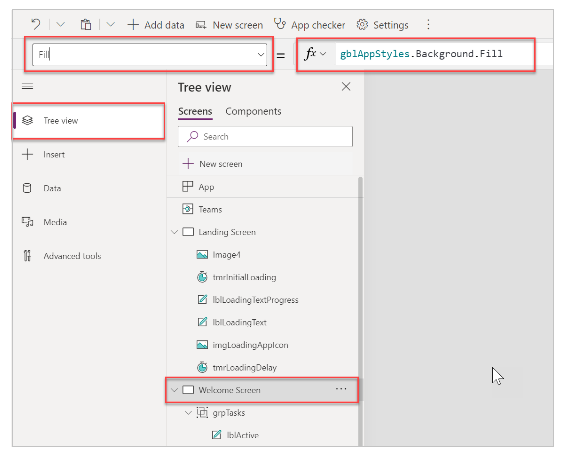 Add data New screen App checker Settings
Fill = fx gblAppStyles.Background.Fill
Tree view
Insert
Data
Media
Advanced tools
Tree view
Screens Components
Search
New screen
App
Teams
Landing Screen
Image4
tmrInitialLoading
lblLoadingTextProgress
lblLoadingText
imgLoadingAppIcon
tmrLoadingDelay
Welcome Screen
grpTasks
lblActive